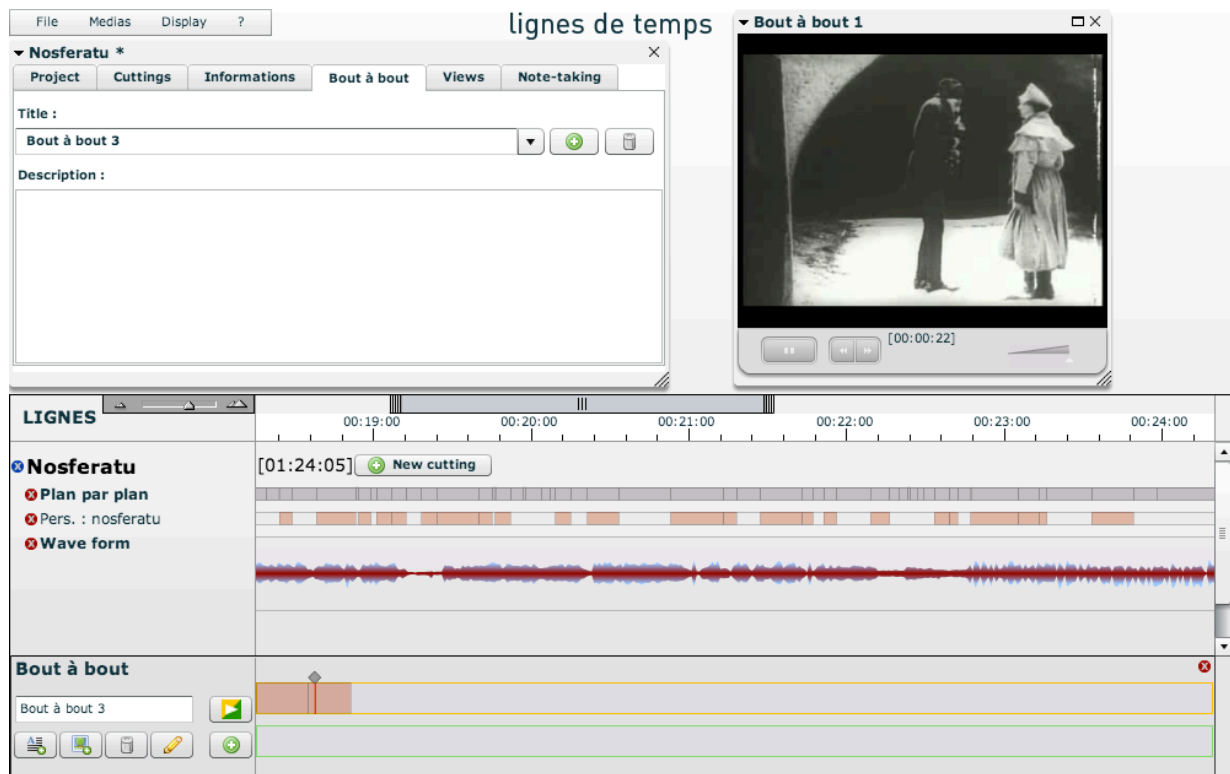 File Medias Display ?
lignes de temps
Nosferatu *
Project Cuttings Informations Bout à bout Views Note-taking
Title :
Bout à bout 3
Description :
Bout à bout 1
[00:00:22]
LIGNES
00:19:00 00:20:00 00:21:00 00:22:00 00:23:00 00:24:00
Nosferatu [01:24:05] New cutting
Plan par plan
Pers. : nosferatu
Wave form
Bout à bout
Bout à bout 3